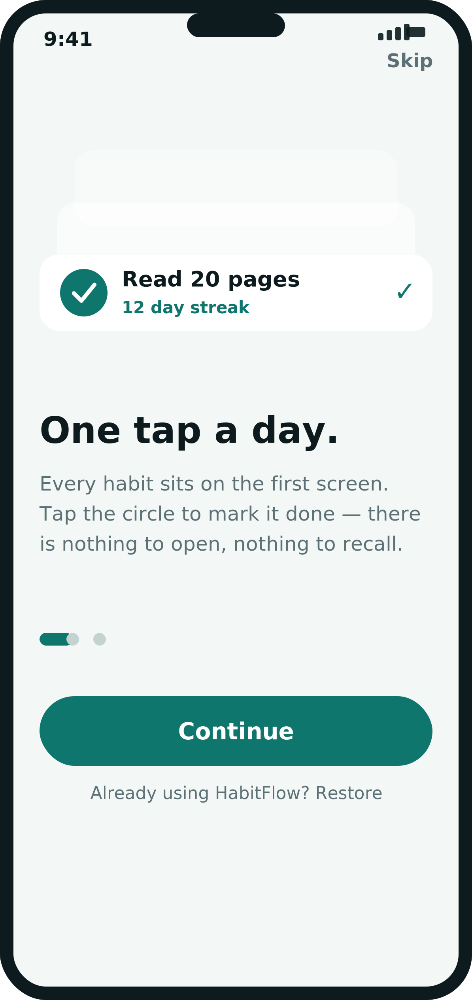 9:41
Skip
Read 20 pages
12 day streak
✓
One tap a day.
Every habit sits on the first screen.
Tap the circle to mark it done — there
is nothing to open, nothing to recall.
Continue
Already using HabitFlow? Restore